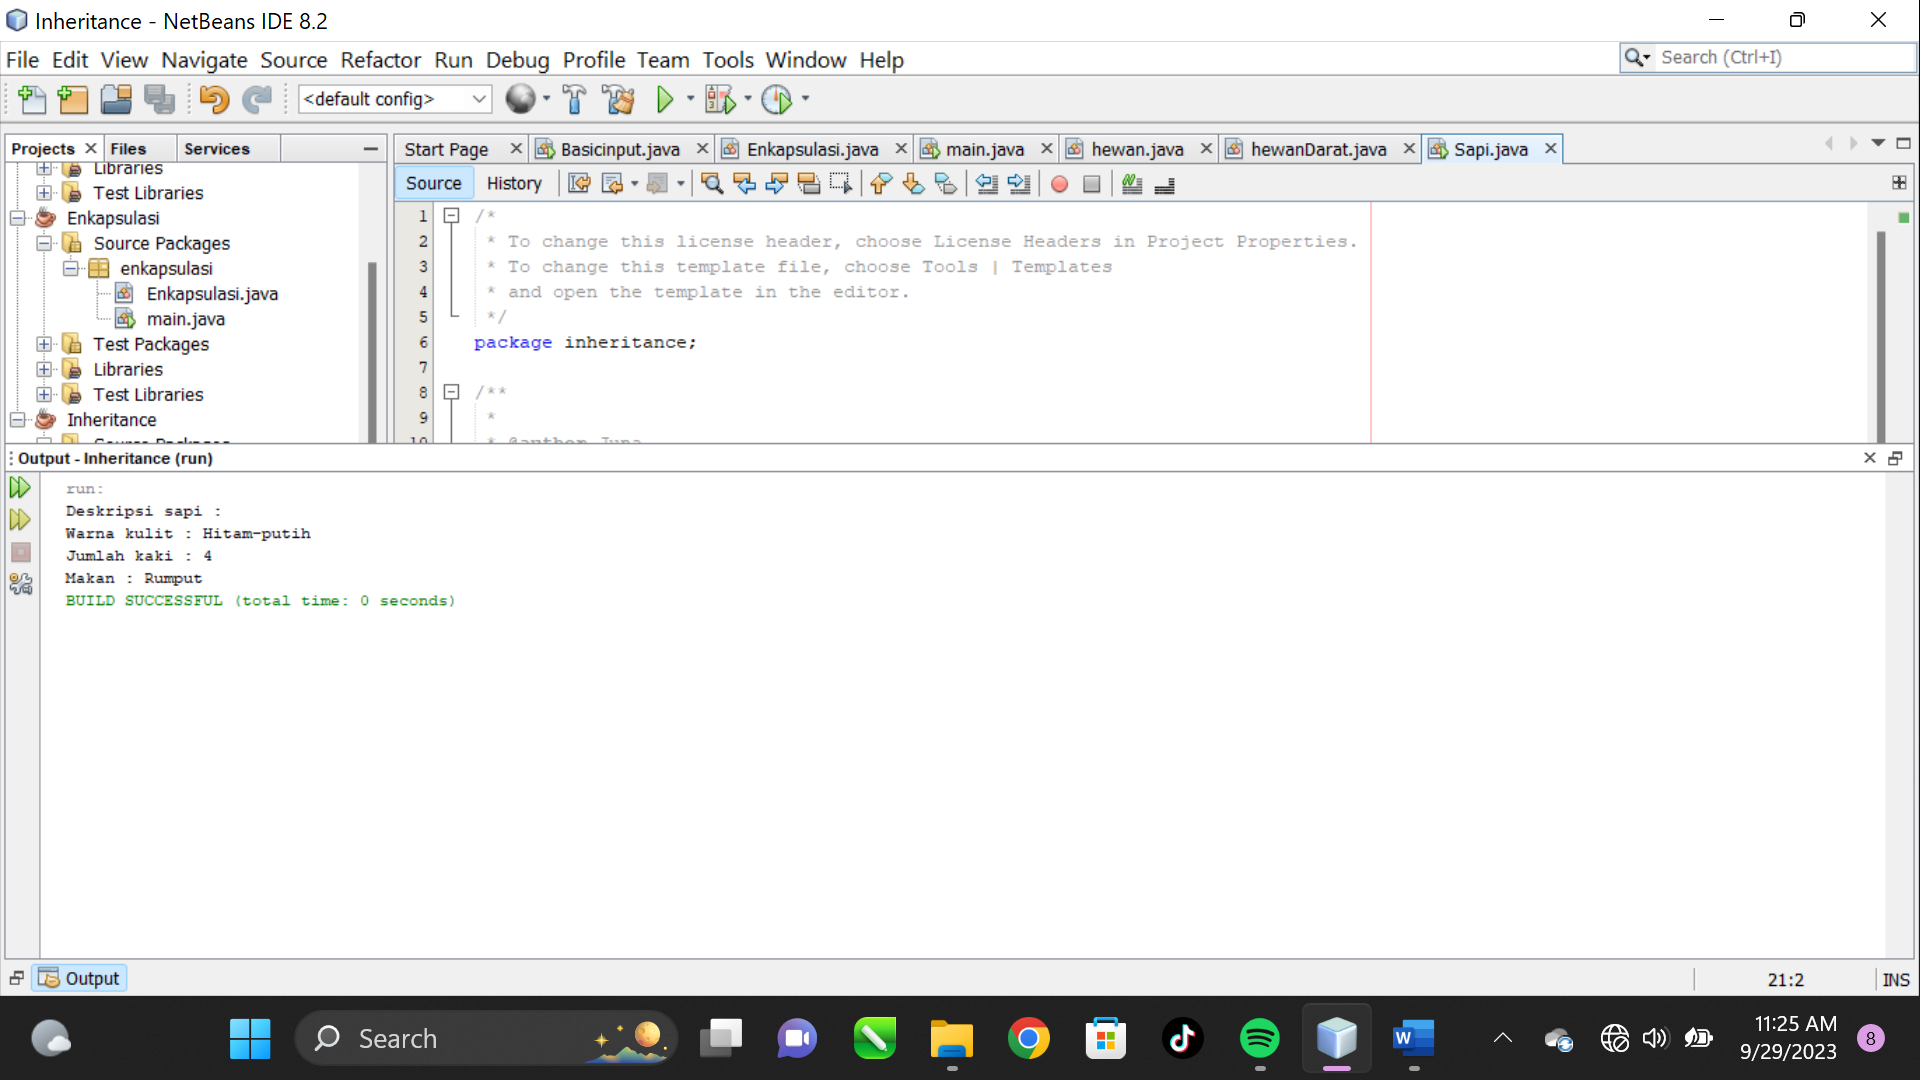 Inheritance - NetBeans IDE 8.2
File Edit View Navigate Source Refactor Run Debug Profile Team Tools Window Help
Search (Ctrl+I)
<default config>
Projects Files Services
Start Page Basicinput.java Enkapsulasi.java main.java hewan.java hewanDarat.java Sapi.java
Source History
Libraries
Test Libraries
Enkapsulasi
Source Packages
enkapsulasi
Enkapsulasi.java
main.java
Test Packages
Libraries
Test Libraries
Inheritance
Source Packages
1 /*
2 * To change this license header, choose License Headers in Project Properties.
3 * To change this template file, choose Tools | Templates
4 * and open the template in the editor.
5 */
6 package inheritance;
7
8 /**
9 *
10 * @author Juna
Output - Inheritance (run)
run:
Deskripsi sapi :
Warna kulit : Hitam-putih
Jumlah kaki : 4
Makan : Rumput
BUILD SUCCESSFUL (total time: 0 seconds)
Output
21:2 INS
Search
11:25 AM
9/29/2023
8